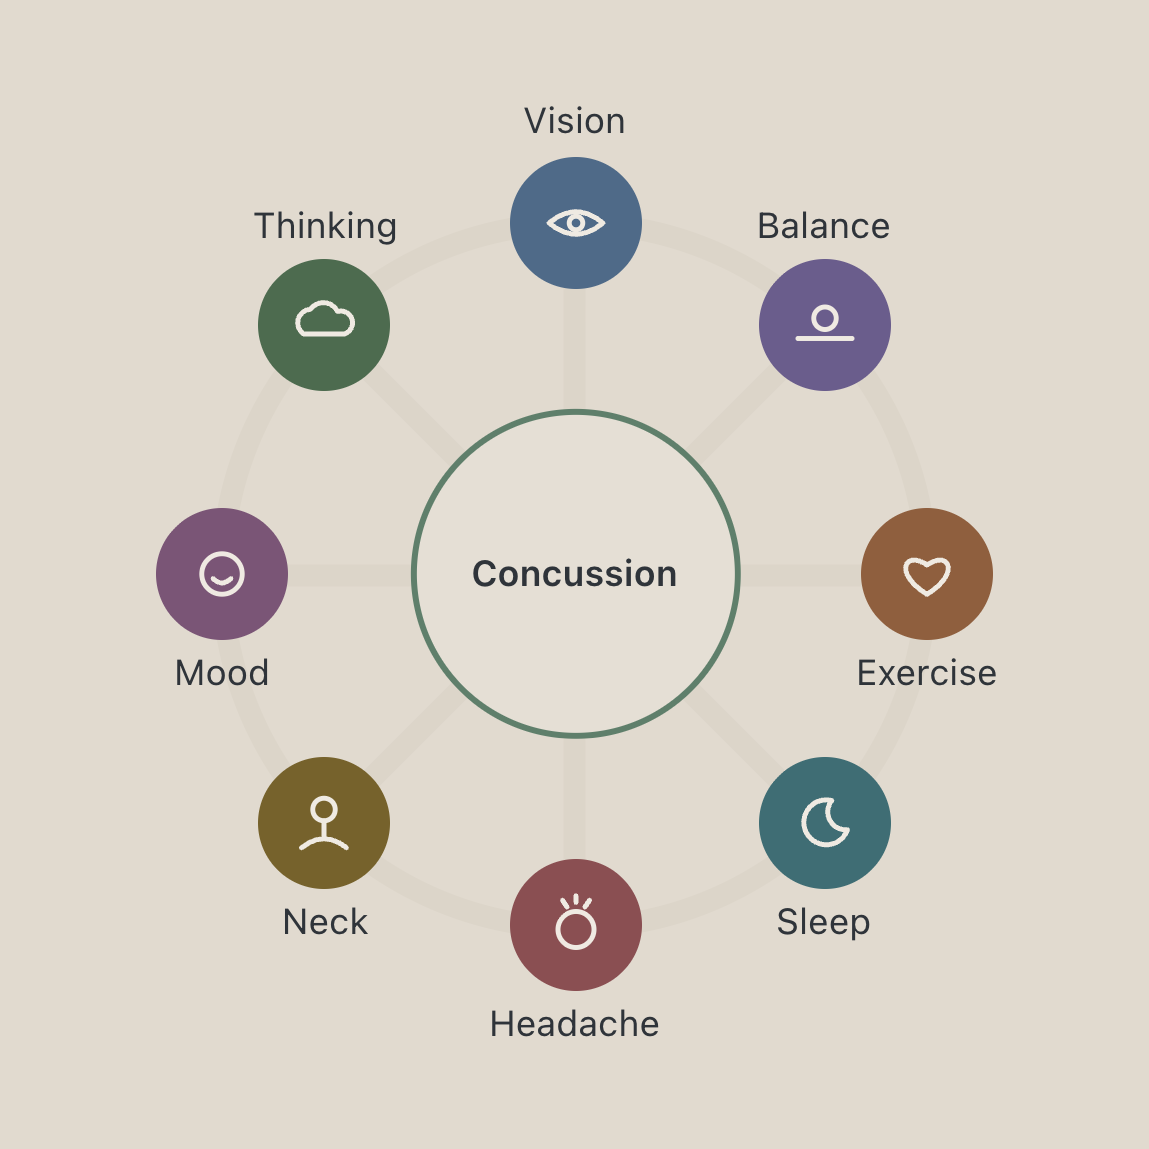 Vision
Thinking
Balance
Concussion
Mood
Exercise
Neck
Sleep
Headache